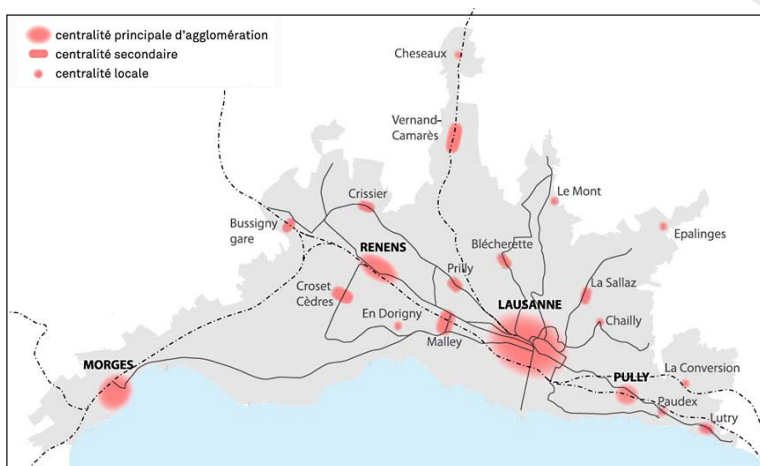 centralité principale d'agglomération
centralité secondaire
centralité locale
Cheseaux
Vernand-
Camarès
Crissier
Le Mont
Bussigny
gare
RENENS
Blécherette
Epalinges
Prilly
La Sallaz
Croset
Cèdres
En Dorigny
LAUSANNE
Chailly
Malley
MORGES
PULLY
La Conversion
Paudex
Lutry